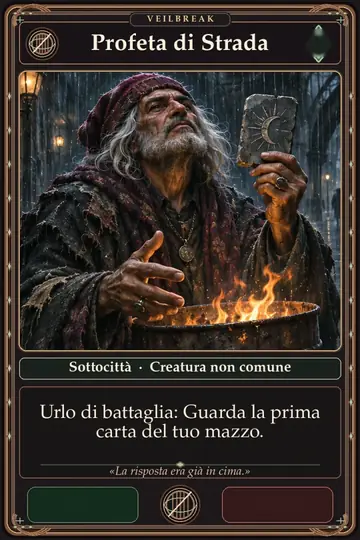 VEILBREAK
Profeta di Strada
Sottocittà · Creatura non comune
Urlo di battaglia: Guarda la prima
carta del tuo mazzo.
«La risposta era già in cima.»